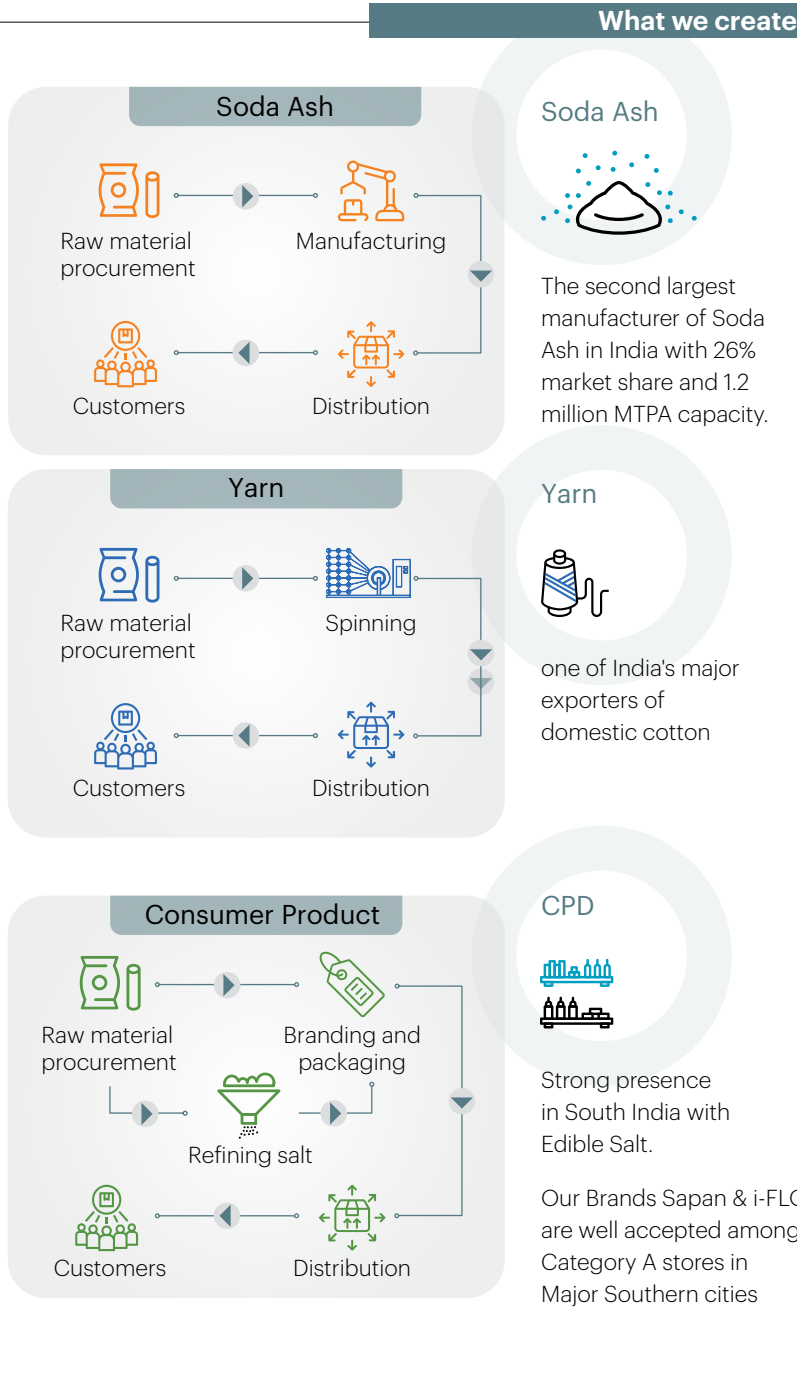 What we create
Soda Ash
Raw material
procurement
Manufacturing
Customers
Distribution
Soda Ash
The second largest
manufacturer of Soda
Ash in India with 26%
market share and 1.2
million MTPA capacity.
Yarn
Raw material
procurement
Spinning
Customers
Distribution
Yarn
one of India's major
exporters of
domestic cotton
Consumer Product
Raw material
procurement
Branding and
packaging
Refining salt
Customers
Distribution
CPD
Strong presence
in South India with
Edible Salt.
Our Brands Sapan &
are well accepted among
Category A stores in
Major Southern cities